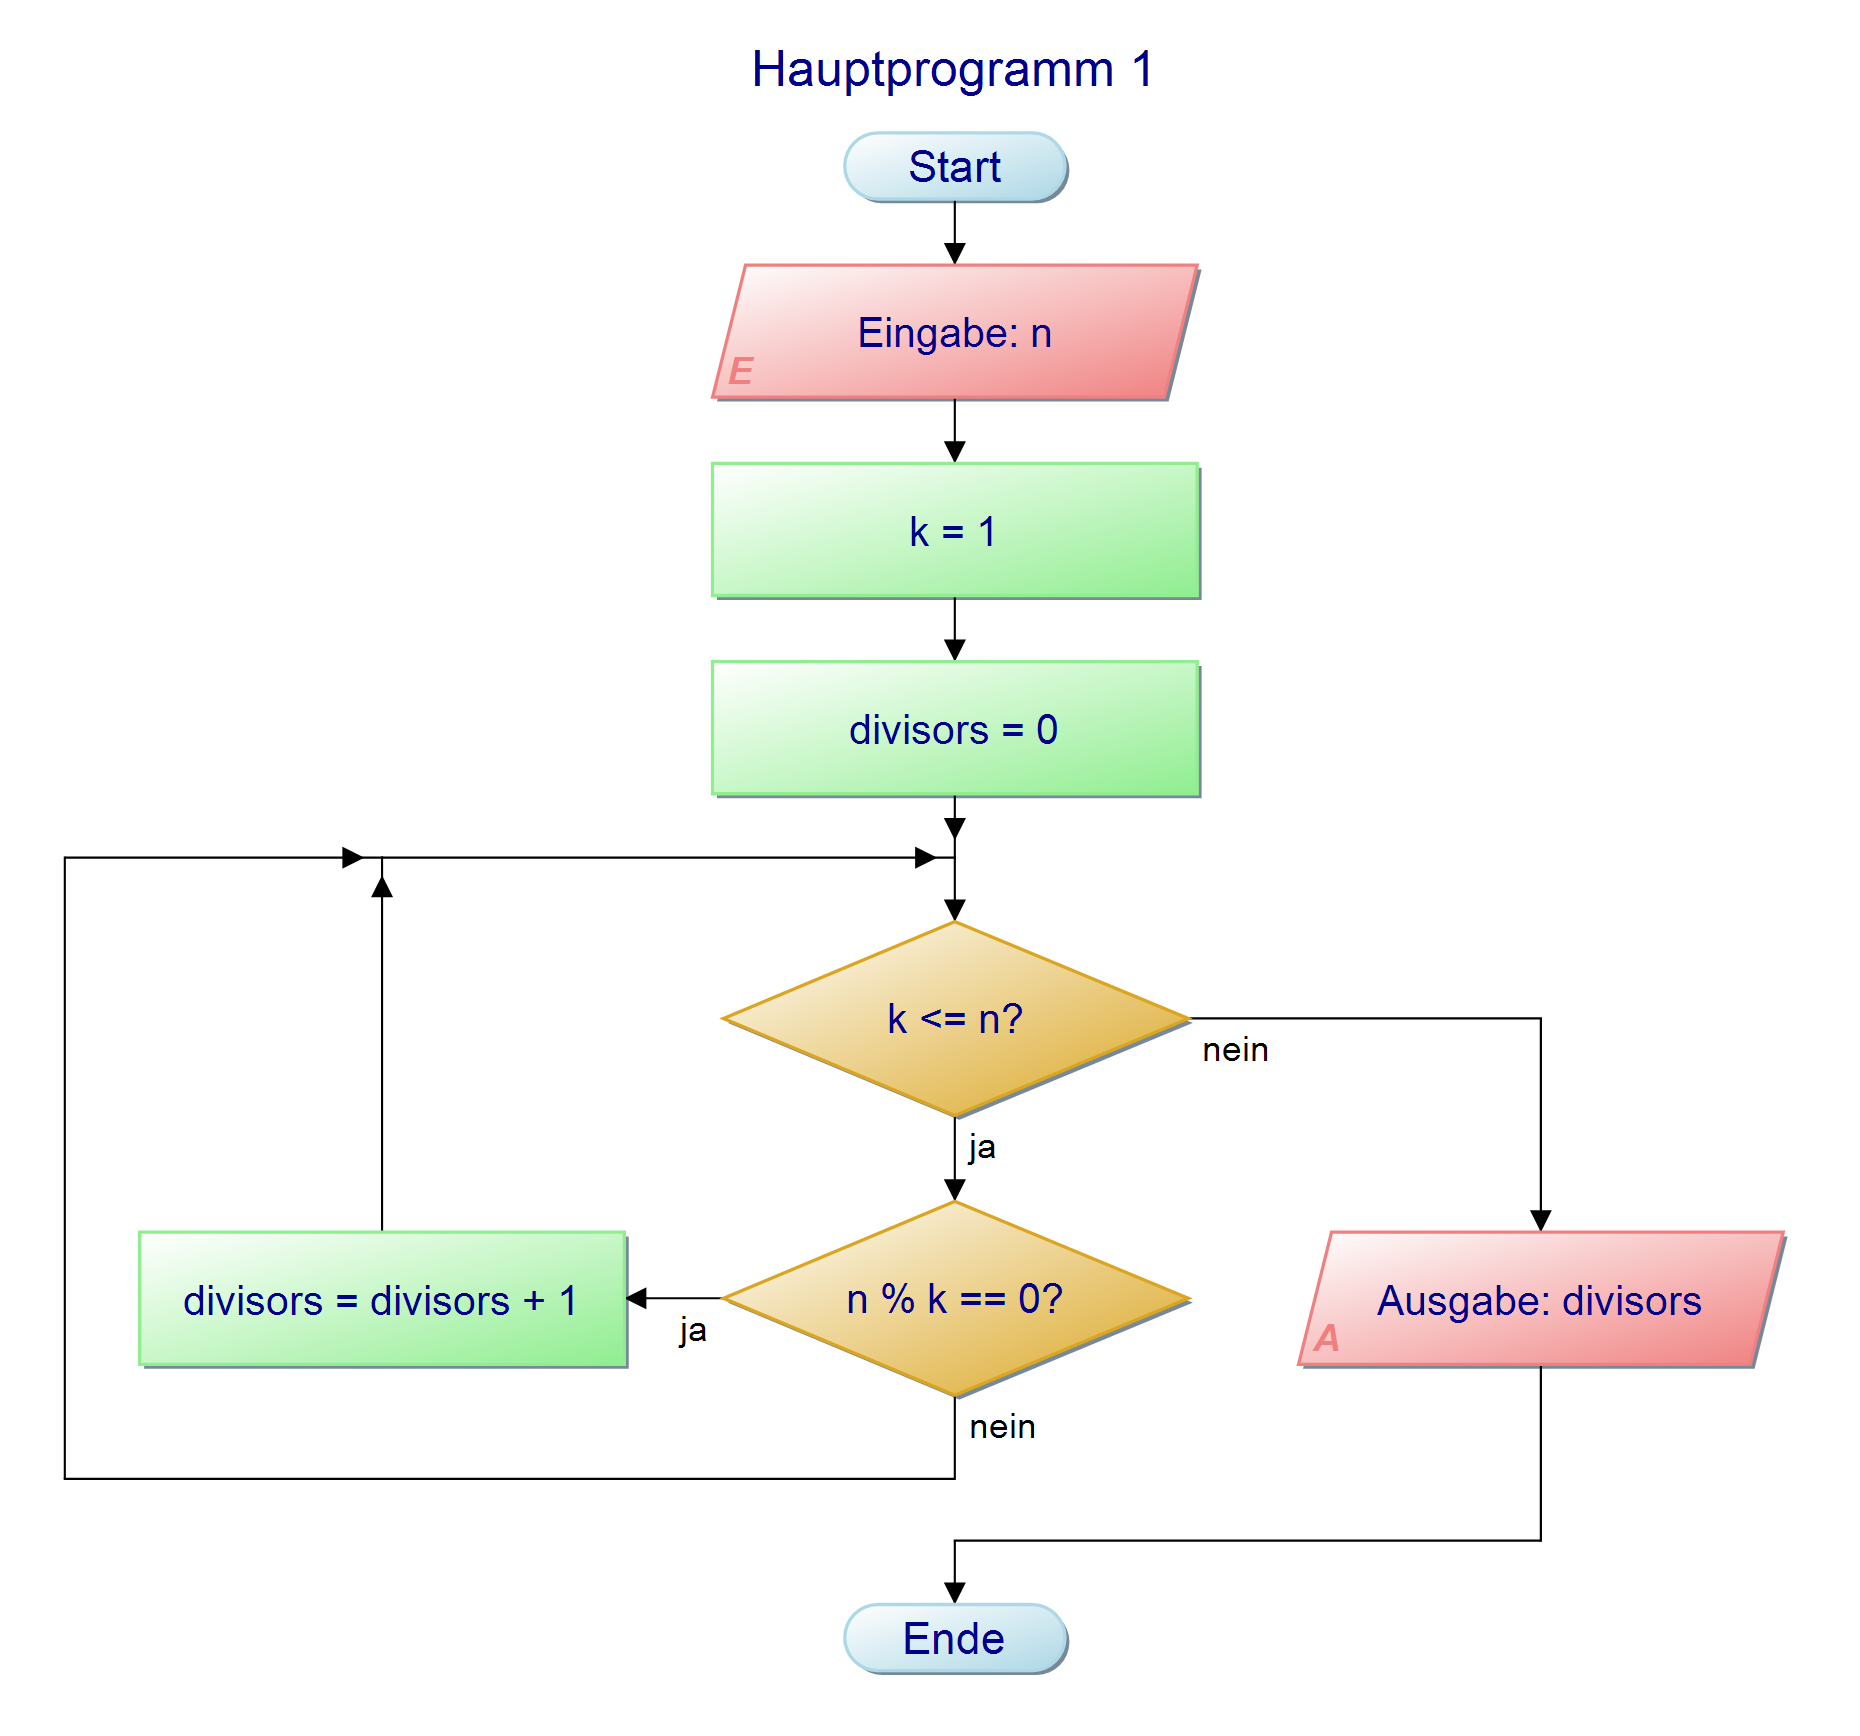 Hauptprogramm 1
Start
Eingabe: n
E
k = 1
divisors = 0
k <= n?
nein
ja
divisors = divisors + 1
ja
n % k == 0?
nein
Ausgabe: divisors
A
Ende